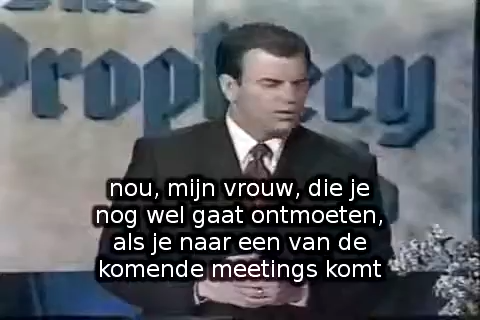 Prophecy
nou, mijn vrouw, die je
nog wel gaat ontmoeten,
als je naar een van de
komende meetings komt